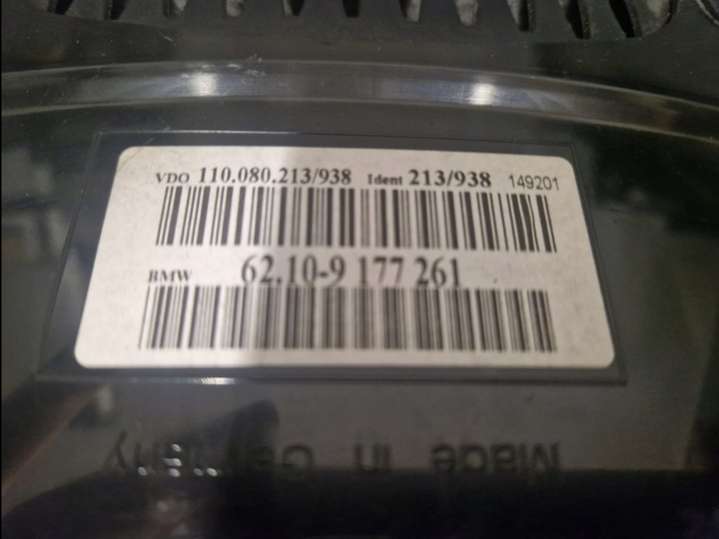 VDO 110.080.213/938 Ident 213/938 149201
BMW 62.10-9 177 261
Made in Germany